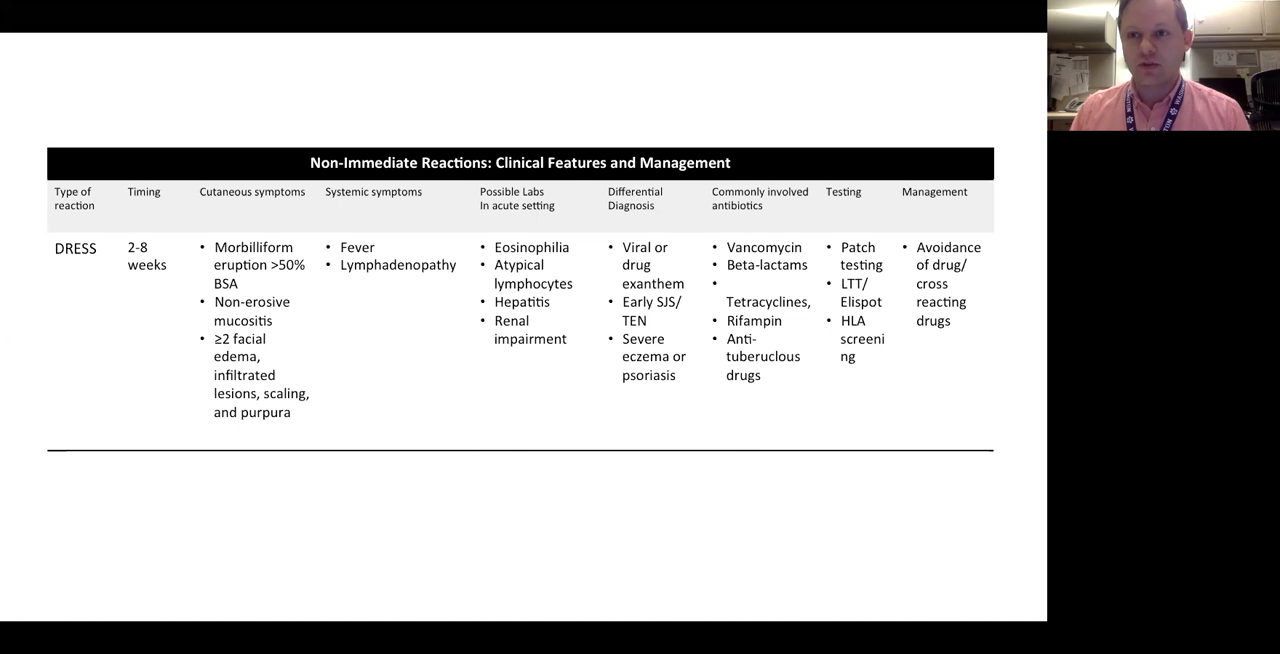 Non-Immediate Reactions: Clinical Features and Management
Type of
reaction
Timing
Cutaneous symptoms
Systemic symptoms
Possible Labs
In acute setting
Differential
Diagnosis
Commonly involved
antibiotics
Testing
Management
DRESS
2-8
weeks
• Morbilliform
eruption >50%
BSA
• Non-erosive
mucositis
• ≥2 facial
edema,
infiltrated
lesions, scaling,
and purpura
• Fever
• Lymphadenopathy
• Eosinophilia
• Atypical
lymphocytes
• Hepatitis
• Renal
impairment
• Viral or
drug
exanthem
• Early SJS/
TEN
• Severe
eczema or
psoriasis
• Vancomycin
• Beta-lactams
•
Tetracyclines,
• Rifampin
• Anti-
tuberuclous
drugs
• Patch
testing
• LTT/
Elispot
• HLA
screeni
ng
• Avoidance
of drug/
cross
reacting
drugs